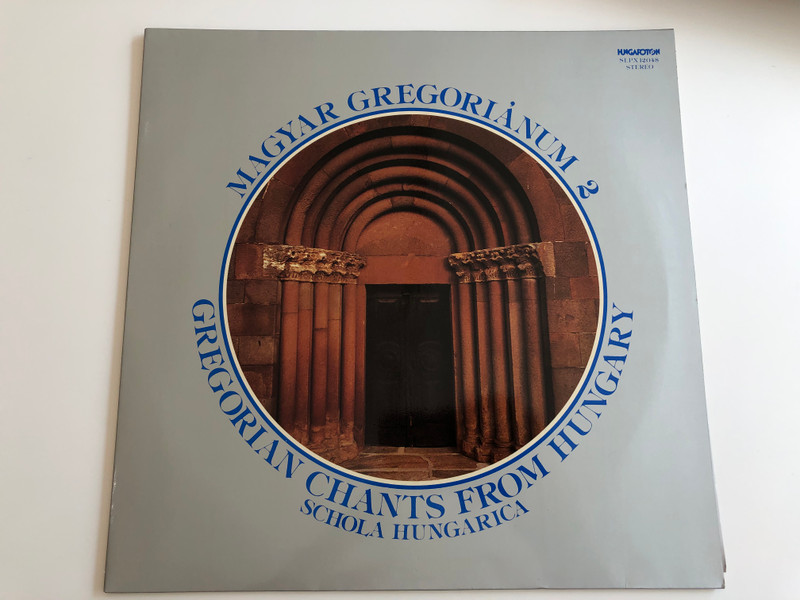 HUNGAROTON
SLPX 12048
STEREO
MAGYAR GREGORIÁNUM 2
GREGORIAN CHANTS FROM HUNGARY
SCHOLA HUNGARICA